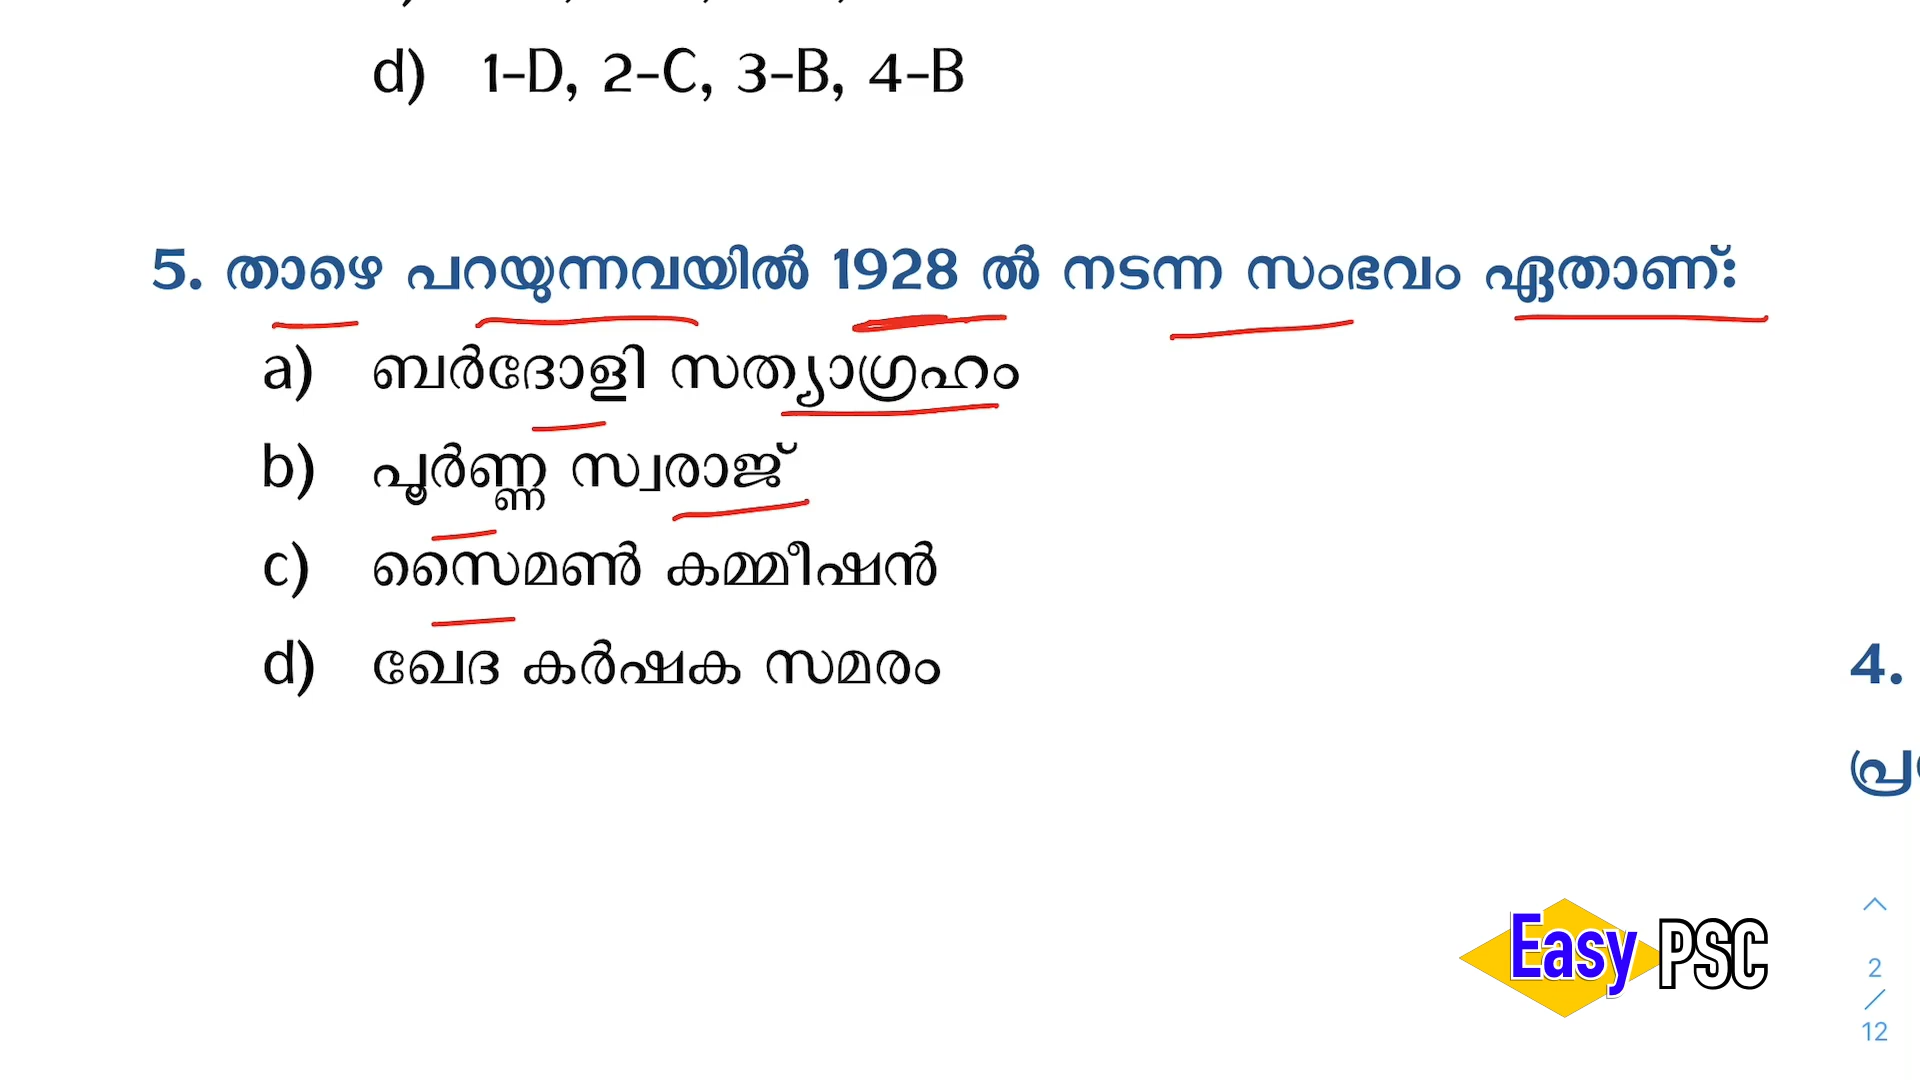 d) 1-D, 2-C, 3-B, 4-B
5. താഴെ പറയുന്നവയിൽ 1928 ൽ നടന്ന സംഭവം ഏതാണ്:
a) ബർദോളി സത്യാഗ്രഹം
b) പൂർണ്ണ സ്വരാജ്
c) സൈമൺ കമ്മീഷൻ
d) ഖേദ കർഷക സമരം
4.
Easy PSC
2
/
12